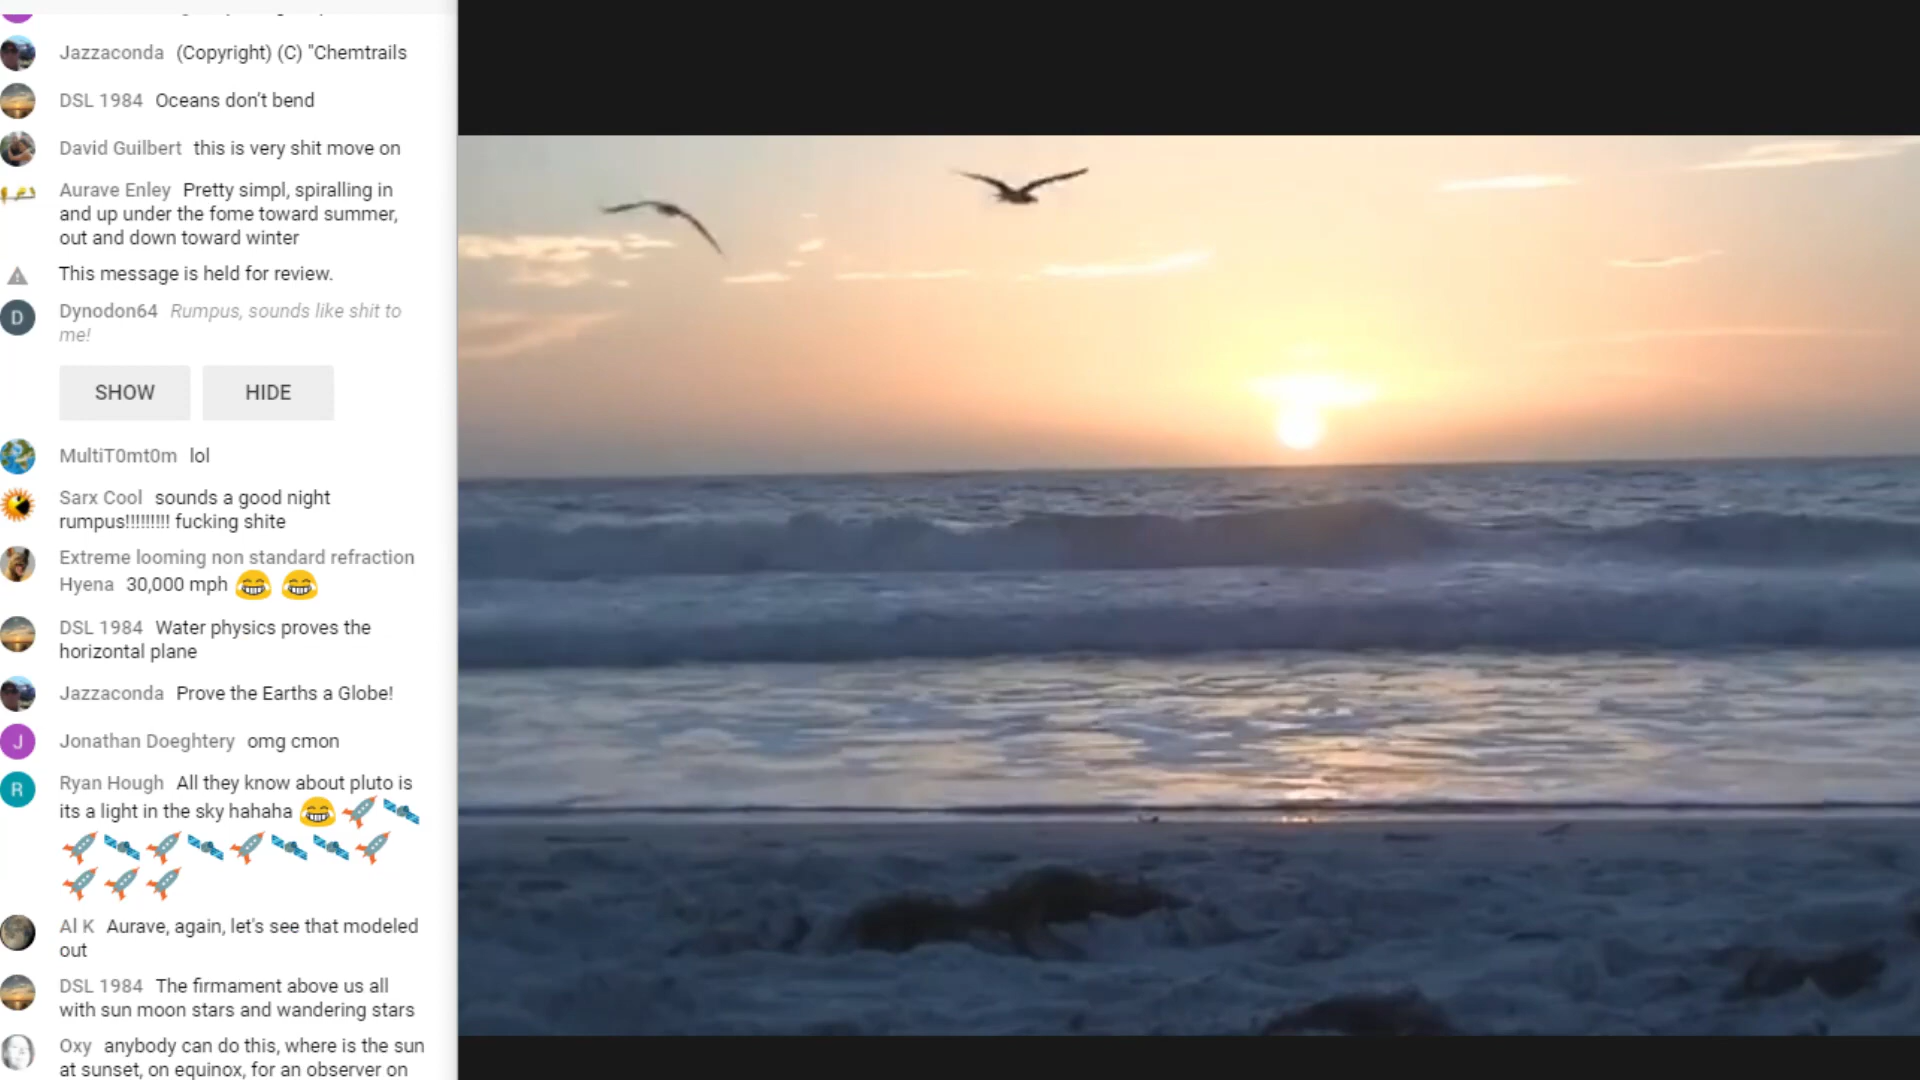 Jazzaconda (Copyright) (C) "Chemtrails
DSL 1984 Oceans don't bend
David Guilbert this is very shit move on
Aurave Enley Pretty simpl, spiralling in
and up under the fome toward summer,
out and down toward winter
This message is held for review.
D
Dynodon64 Rumpus, sounds like shit to
me!
SHOW HIDE
MultiT0mt0m lol
Sarx Cool sounds a good night
rumpus!!!!!!!!! fucking shite
Extreme looming non standard refraction
Hyena 30,000 mph 😂 😂
DSL 1984 Water physics proves the
horizontal plane
Jazzaconda Prove the Earths a Globe!
J
Jonathan Doeghtery omg cmon
R
Ryan Hough All they know about pluto is
its a light in the sky hahaha 😂 🚀 🛰
🚀 🛰 🚀 🛰 🚀 🛰 🛰 🚀
🚀 🚀 🚀
Al K Aurave, again, let's see that modeled
out
DSL 1984 The firmament above us all
with sun moon stars and wandering stars
Oxy anybody can do this, where is the sun
at sunset, on equinox, for an observer on